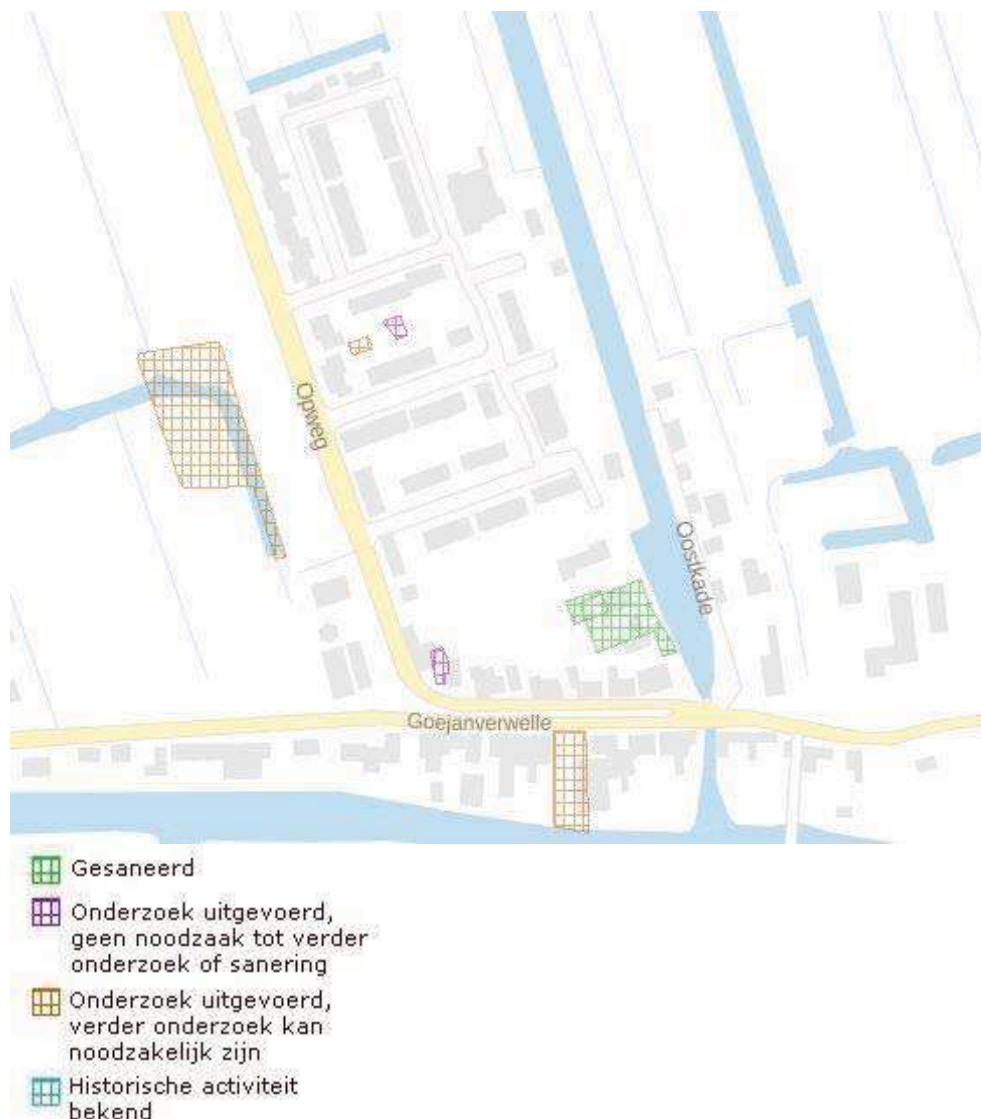 Opweg
Oostkade
Goejanverwelle
Gesaneerd
Onderzoek uitgevoerd,
geen noodzaak tot verder
onderzoek of sanering
Onderzoek uitgevoerd,
verder onderzoek kan
noodzakelijk zijn
Historische activiteit
bekend